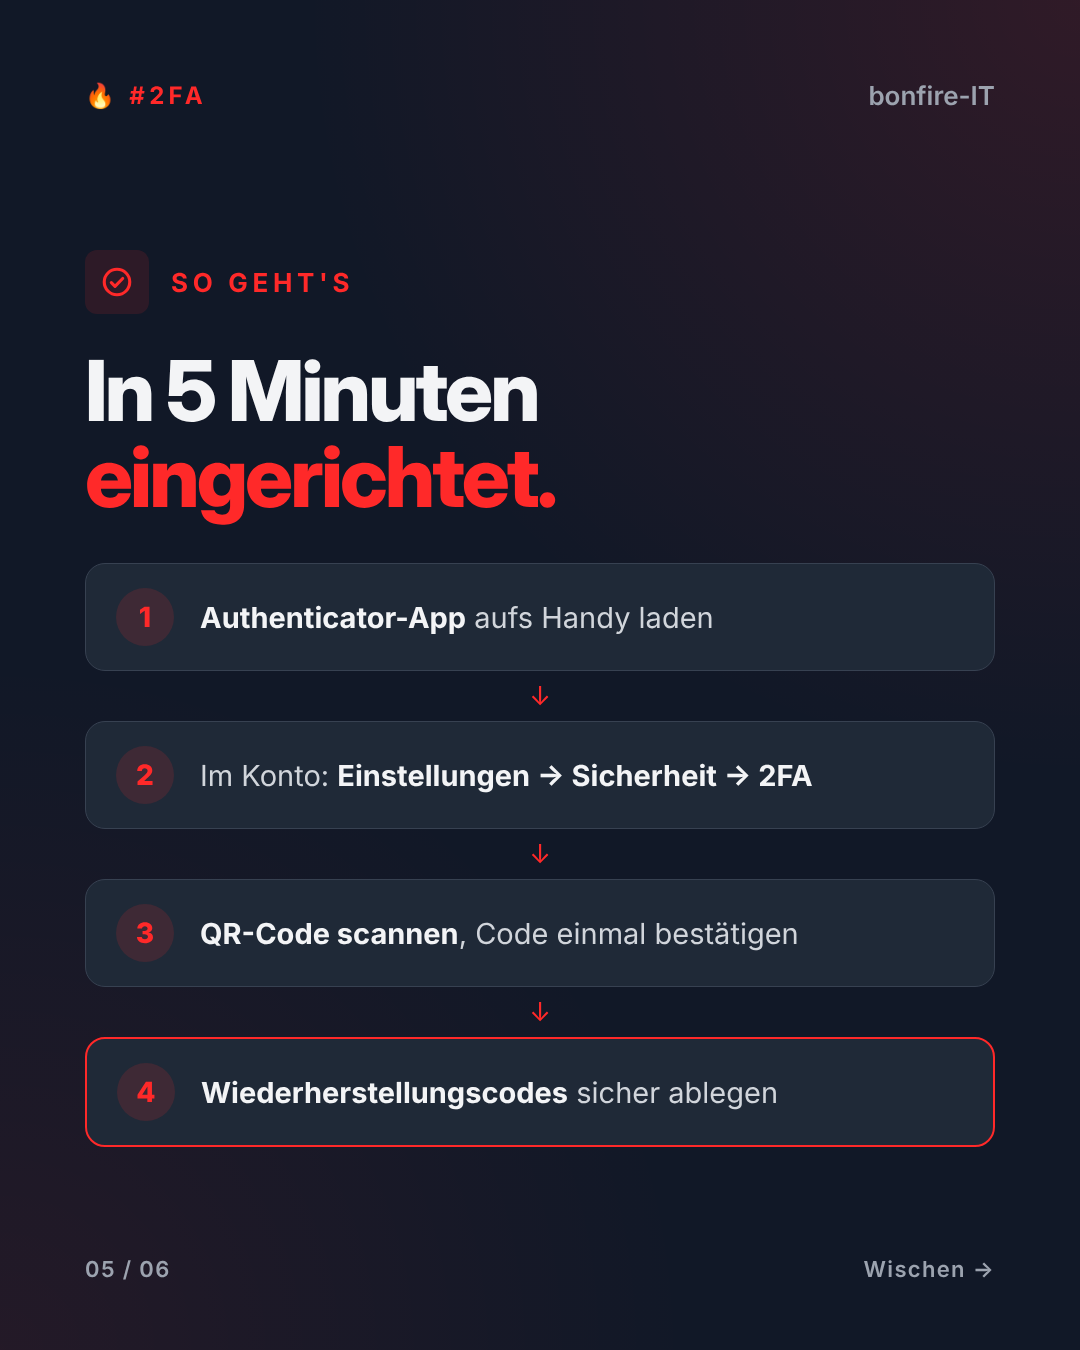 🔥 #2FA
bonfire-IT
SO GEHT'S
In 5 Minuten
eingerichtet.
1 Authenticator-App aufs Handy laden
↓
2 Im Konto: Einstellungen → Sicherheit → 2FA
↓
3 QR-Code scannen, Code einmal bestätigen
↓
4 Wiederherstellungscodes sicher ablegen
05 / 06
Wischen →